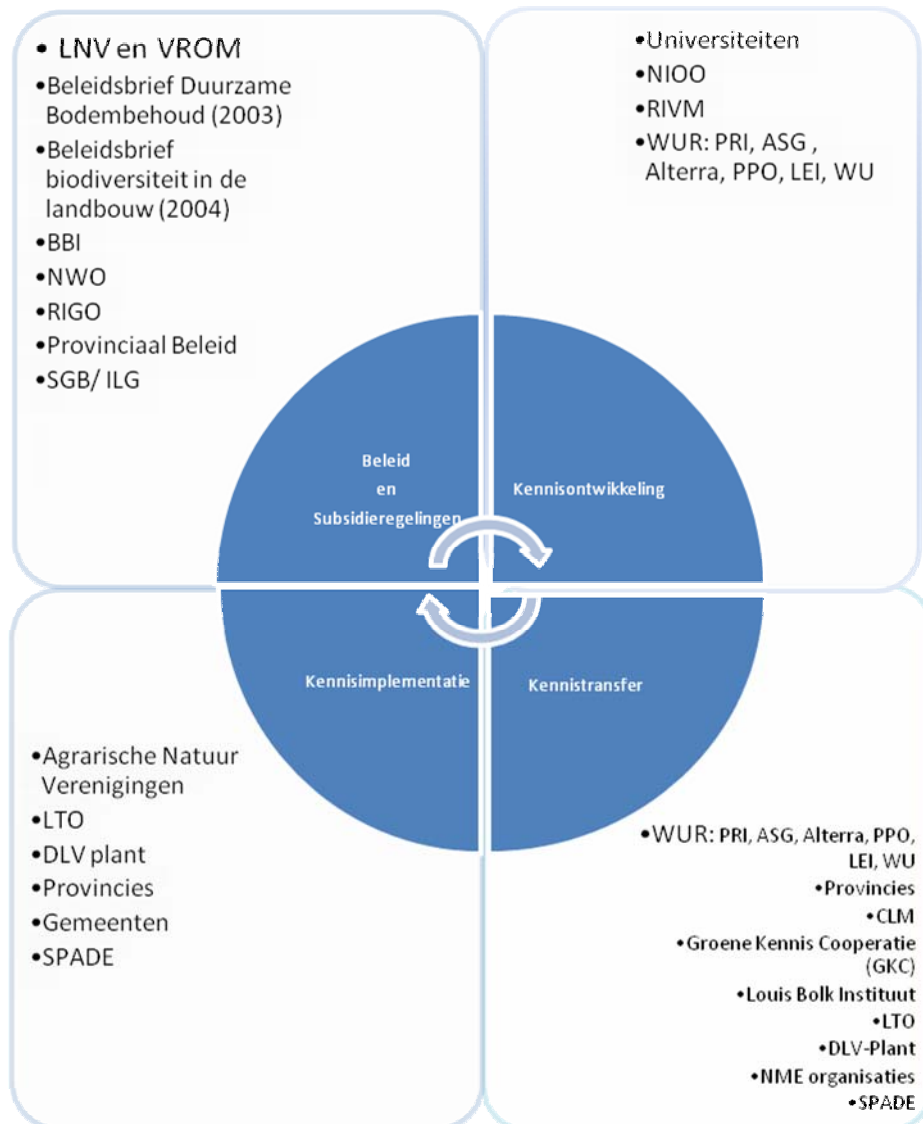 • LNV en VROM
•Beleidsbrief Duurzame
Bodembehoud (2003)
•Beleidsbrief
biodiversiteit in de
landbouw (2004)
•BBI
•NWO
•RIGO
•Provinciaal Beleid
•SGB/ ILG
•Universiteiten
•NIOO
•RIVM
•WUR: PRI, ASG ,
Alterra, PPO, LEI, WU
Beleid
en
Subsidieregelingen
Kennisontwikkeling
Kennisimplementatie
Kennistransfer
•Agrarische Natuur
Verenigingen
•LTO
•DLV plant
•Provincies
•Gemeenten
•SPADE
•WUR: PRI, ASG, Alterra, PPO,
LEI, WU
•Provincies
•CLM
•Groene Kennis Cooperatie
(GKC)
•Louis Bolk Instituut
•LTO
•DLV-Plant
•NME organisaties
•SPADE